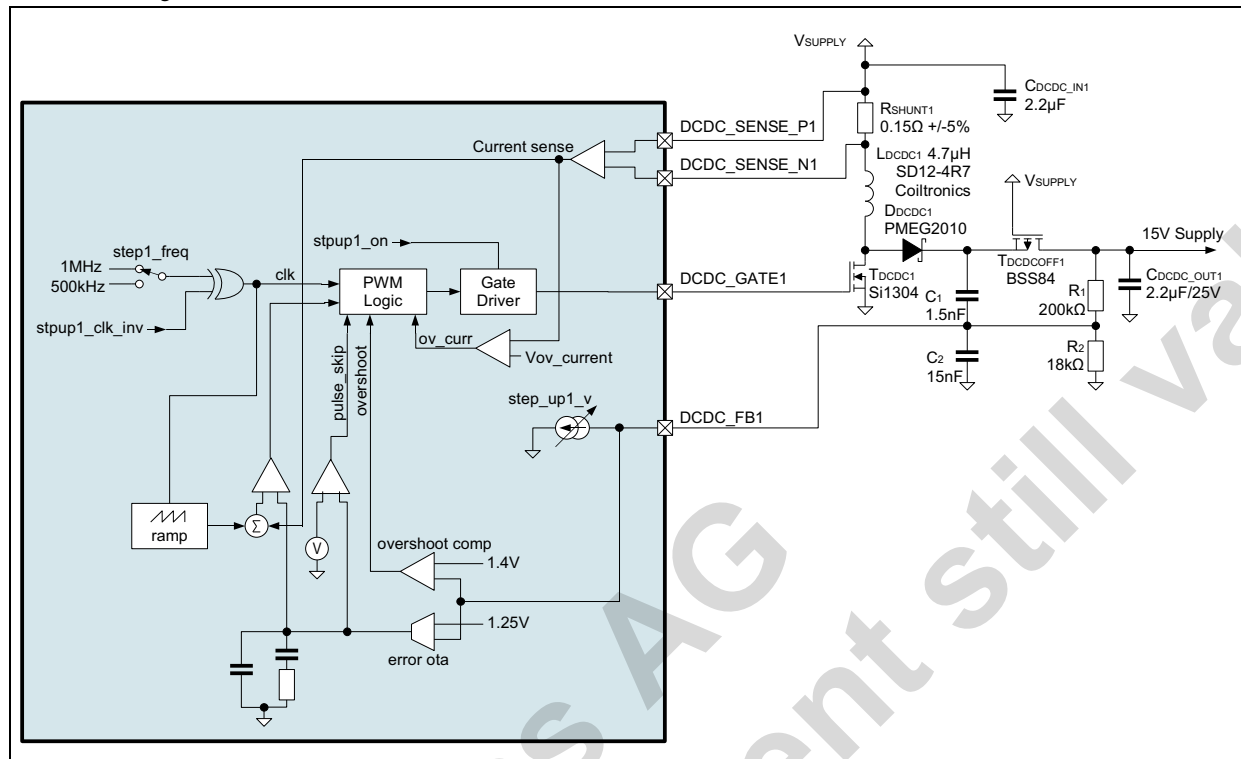 VSUPPLY
CDCDC_IN1
2.2µF
RSHUNT1
0.15Ω +/-5%
DCDC_SENSE_P1
Current sense
DCDC_SENSE_N1
LDCDC1 4.7µH
SD12-4R7
Coiltronics
VSUPPLY
DDCDC1
PMEG2010
15V Supply
step1_freq
stpup1_on
1MHz
500kHz
clk
PWM
Logic
Gate
Driver
DCDC_GATE1
TDCDC1
Si1304
TDCDCOFF1
BSS84
CDCDC_OUT1
2.2µF/25V
C1
1.5nF
R1
200kΩ
stpup1_clk_inv
ov_curr
Vov_current
pulse_skip
overshoot
C2
15nF
R2
18kΩ
step_up1_v
DCDC_FB1
ramp
Σ
V
overshoot comp
1.4V
1.25V
error ota
AG
still va